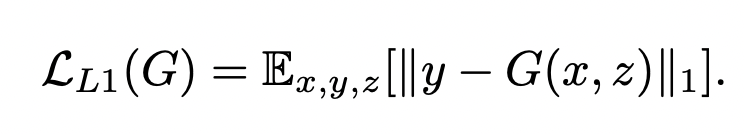 ℒ_{L1}(G) = 𝔼_{x,y,z}[‖y − G(x, z)‖₁].